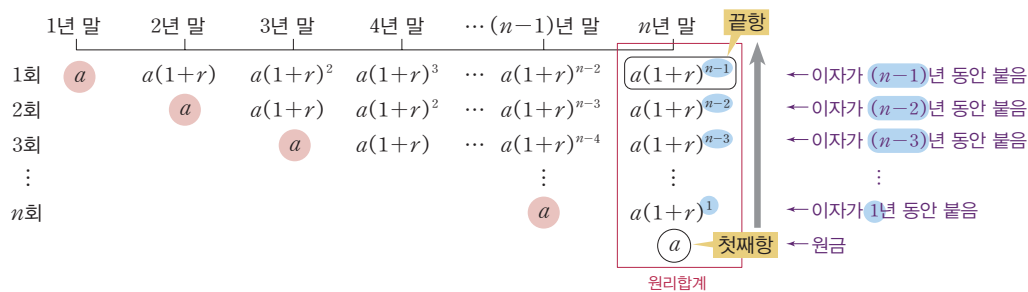 1년 말 2년 말 3년 말 4년 말 ⋯ (n-1)년 말 n년 말 끝항
1회 a a(1+r) a(1+r)² a(1+r)³ ⋯ a(1+r)ⁿ⁻² a(1+r)ⁿ⁻¹ ←이자가 (n-1)년 동안 붙음
2회 a a(1+r) a(1+r)² ⋯ a(1+r)ⁿ⁻³ a(1+r)ⁿ⁻² ←이자가 (n-2)년 동안 붙음
3회 a a(1+r) ⋯ a(1+r)ⁿ⁻⁴ a(1+r)ⁿ⁻³ ←이자가 (n-3)년 동안 붙음
⋮ ⋮ ⋮ ⋮
n회 a a(1+r)¹ ←이자가 1년 동안 붙음
a 첫째항 ←원금
원리합계